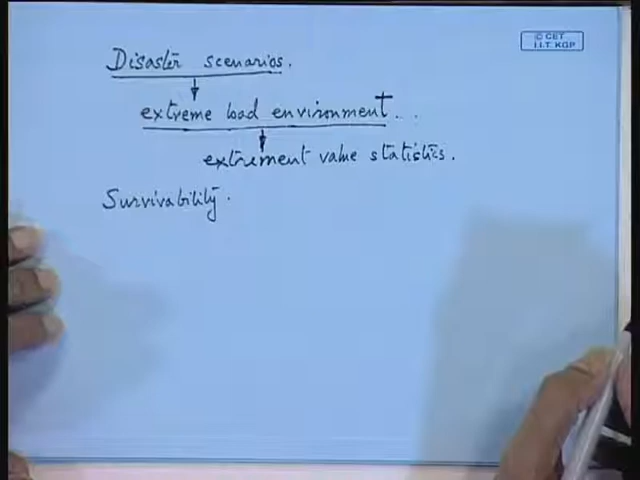 © CET
I.I.T. KGP
Disaster scenarios.
extreme load environment...
extrement value statistics.
Survivability.